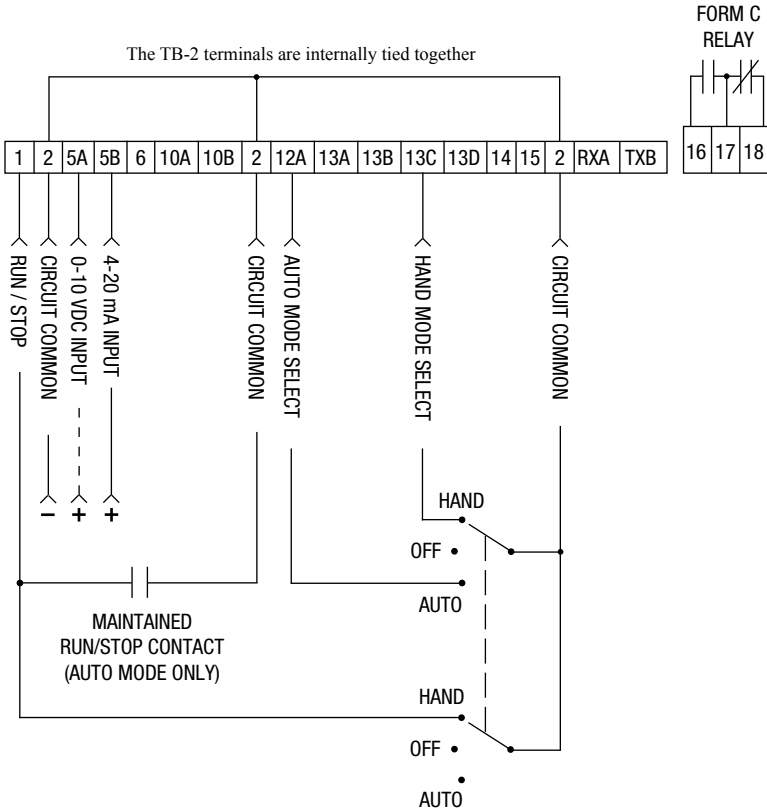 FORM C
RELAY
The TB-2 terminals are internally tied together
1 2 5A 5B 6 10A 10B 2 12A 13A 13B 13C 13D 14 15 2 RXA TXB
16 17 18
RUN / STOP
CIRCUIT COMMON
0-10 VDC INPUT
4-20 mA INPUT
CIRCUIT COMMON
AUTO MODE SELECT
HAND MODE SELECT
CIRCUIT COMMON
– + +
HAND
OFF
AUTO
MAINTAINED
RUN/STOP CONTACT
(AUTO MODE ONLY)
HAND
OFF
AUTO